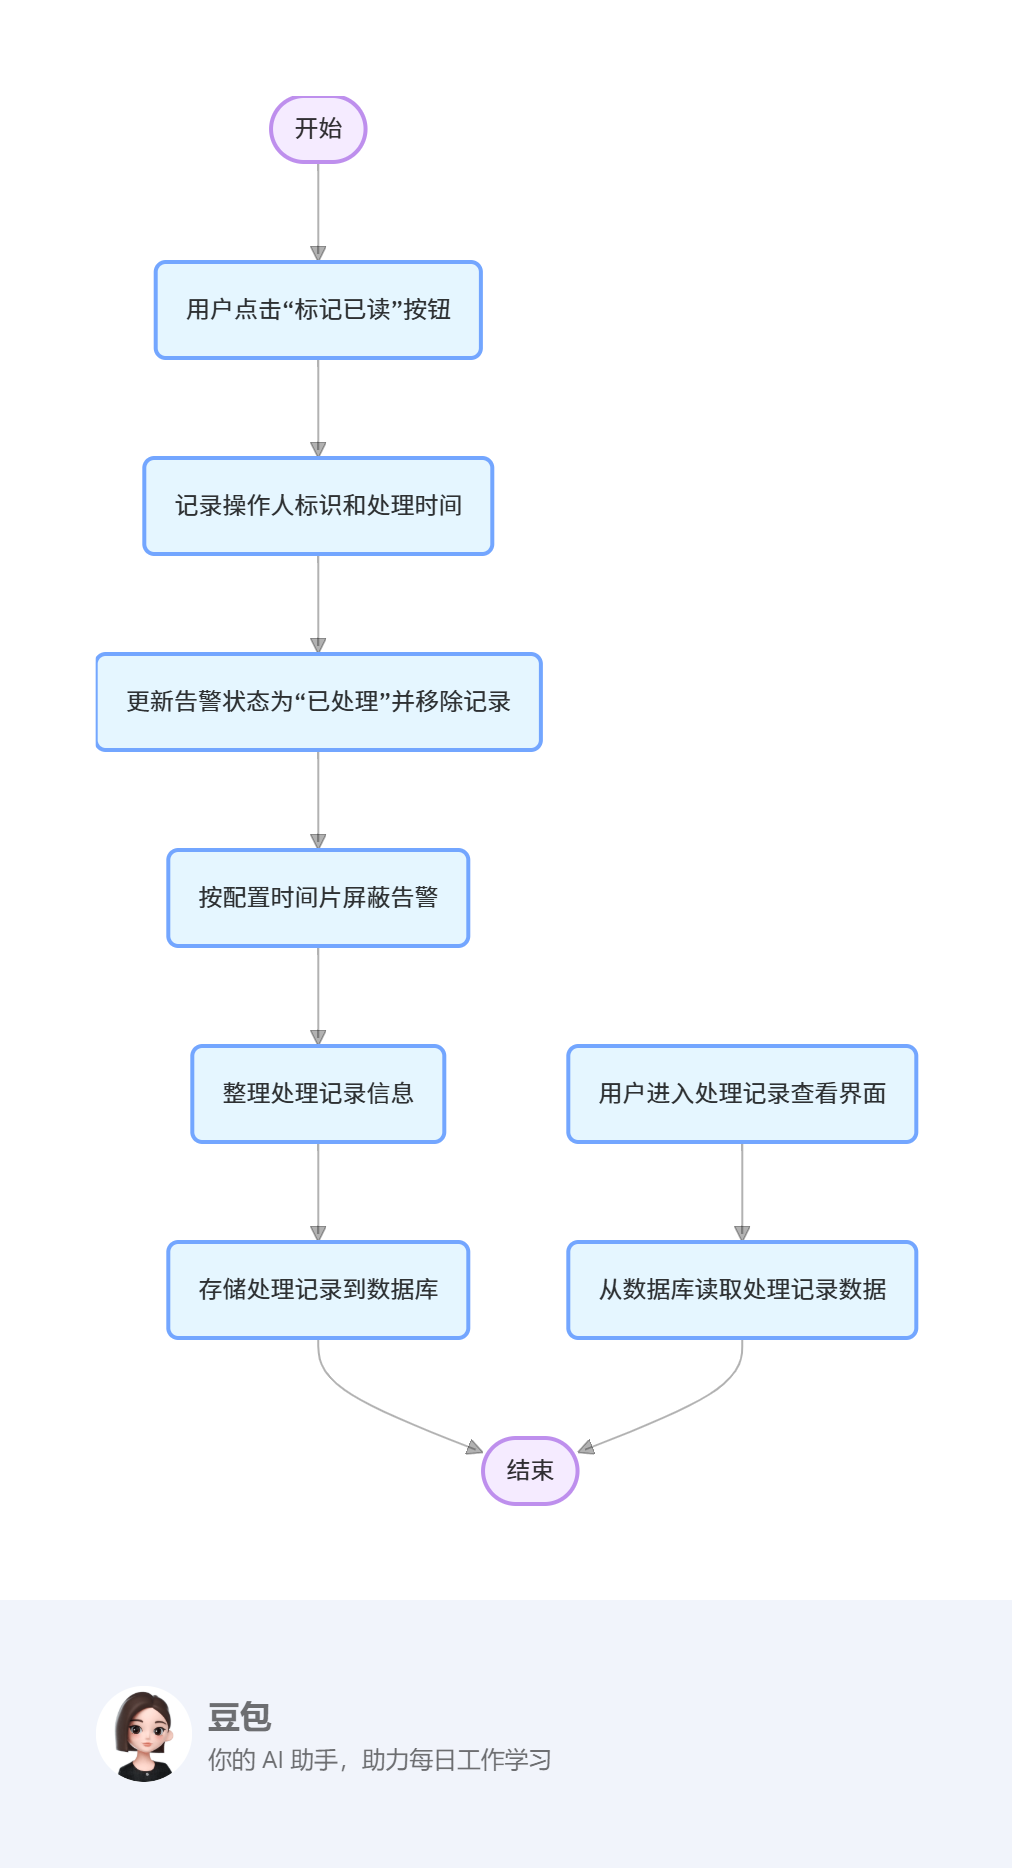 开始
用户点击“标记已读”按钮
记录操作人标识和处理时间
更新告警状态为“已处理”并移除记录
按配置时间片屏蔽告警
整理处理记录信息
用户进入处理记录查看界面
存储处理记录到数据库
从数据库读取处理记录数据
结束
豆包
你的 AI 助手，助力每日工作学习